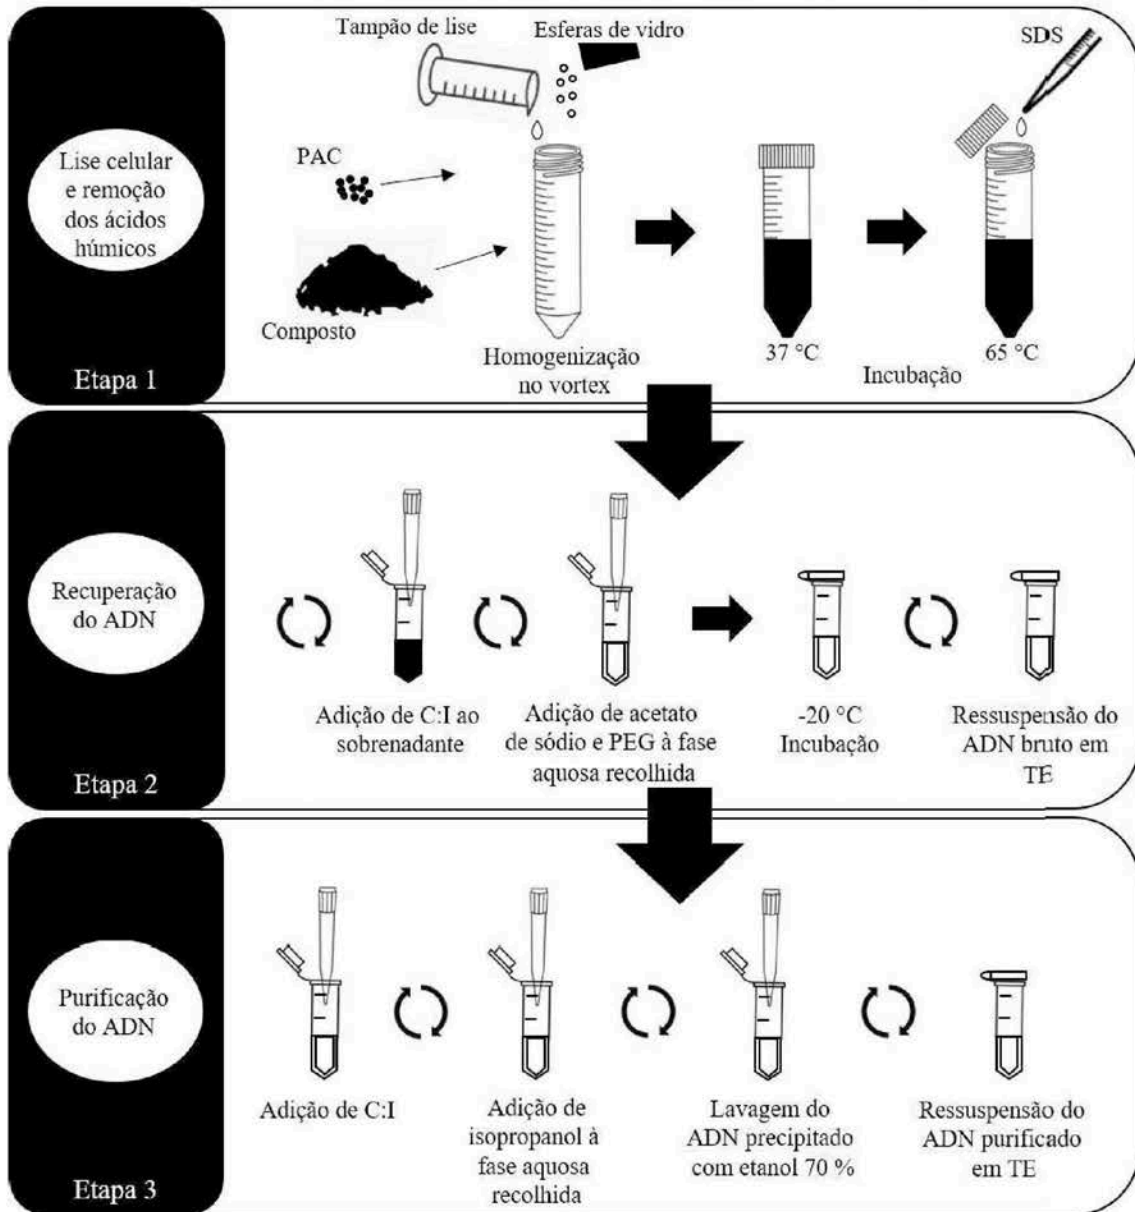 Tampão de lise
Esferas de vidro
SDS
Lise celular
e remoção
dos ácidos
húmicos
PAC
Composto
Homogenização
no vortex
37 °C
65 °C
Incubação
Etapa 1
Recuperação
do ADN
Adição de C:I ao
sobrenadante
Adição de acetato
de sódio e PEG à fase
aquosa recolhida
-20 °C
Incubação
Ressuspensão do
ADN bruto em
TE
Etapa 2
Purificação
do ADN
Adição de C:I
Adição de
isopropanol à
fase aquosa
recolhida
Lavagem do
ADN precipitado
com etanol 70 %
Ressuspensão do
ADN purificado
em TE
Etapa 3